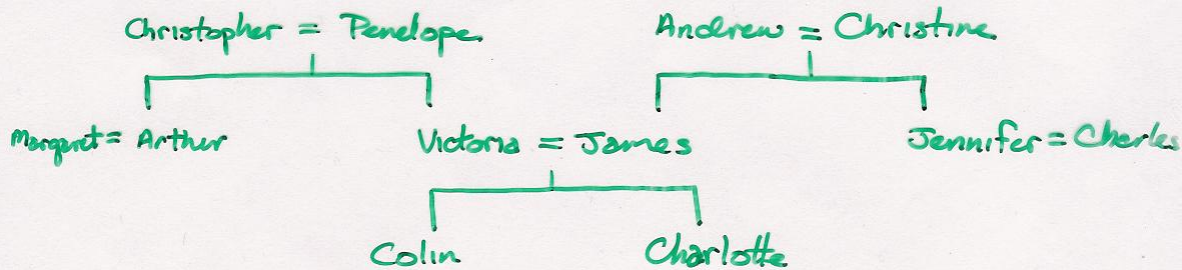 Christopher = Penelope Andrew = Christine
Margaret = Arthur Victoria = James Jennifer = Charles
Colin Charlotte